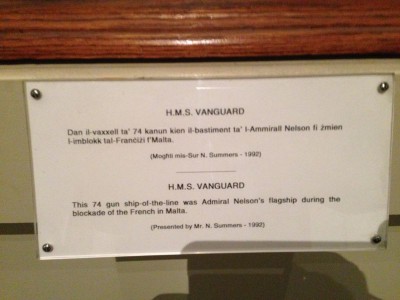 H.M.S. VANGUARD
Dan il-vaxxell ta' 74 kanun kien il-bastiment ta' l-Ammirall Nelson fi żmien
l-imblokk tal-Franċiżi f'Malta.
(Mogħti mis-Sur N. Summers - 1992)
H.M.S. VANGUARD
This 74 gun ship-of-the-line was Admiral Nelson's flagship during the
blockade of the French in Malta.
(Presented by Mr. N. Summers - 1992)